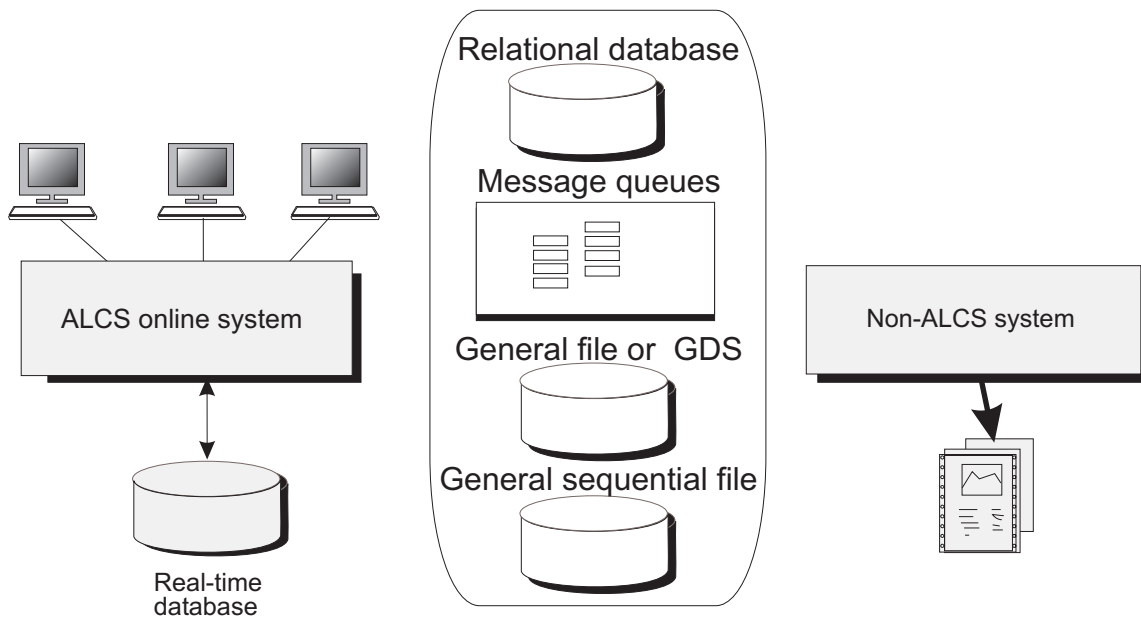 Relational database
Message queues
ALCS online system
General file or GDS
General sequential file
Real-time
database
Non-ALCS system